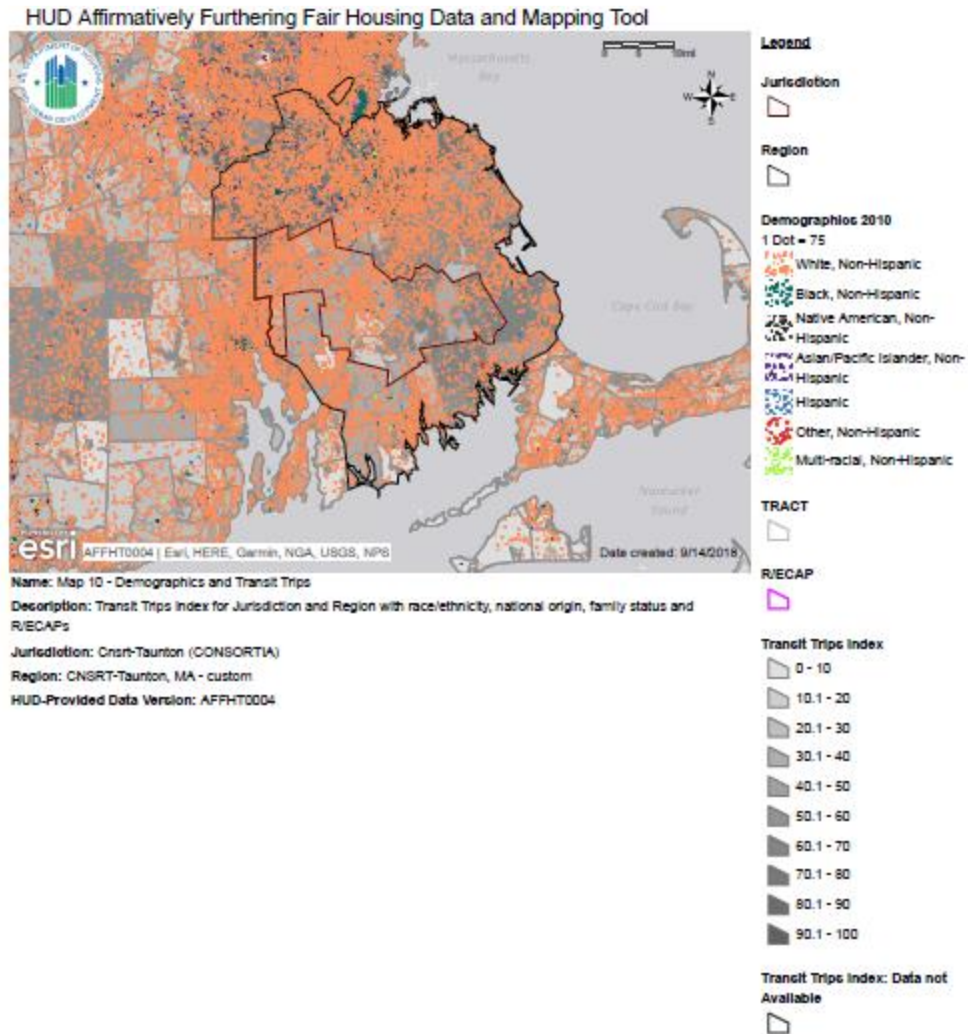 HUD Affirmatively Furthering Fair Housing Data and Mapping Tool
Massachusetts
Bay
Cape Cod Bay
Nantucket
Sound
esri
AFFHT0004 | Esri, HERE, Garmin, NGA, USGS, NPS
Date created: 9/14/2018
N
W
E
S
Name: Map 10 - Demographics and Transit Trips
Description: Transit Trips Index for Jurisdiction and Region with race/ethnicity, national origin, family status and
R/ECAPs
Jurisdiction: Cnsrt-Taunton (CONSORTIA)
Region: CNSRT-Taunton, MA - custom
HUD-Provided Data Version: AFFHT0004
Legend
Jurisdiction
Region
Demographics 2010
1 Dot = 75
White, Non-Hispanic
Black, Non-Hispanic
Native American, Non-
Hispanic
Asian/Pacific Islander, Non-
Hispanic
Hispanic
Other, Non-Hispanic
Multi-racial, Non-Hispanic
TRACT
R/ECAP
Transit Trips Index
0 - 10
10.1 - 20
20.1 - 30
30.1 - 40
40.1 - 50
50.1 - 60
60.1 - 70
70.1 - 80
80.1 - 90
90.1 - 100
Transit Trips Index: Data not
Available